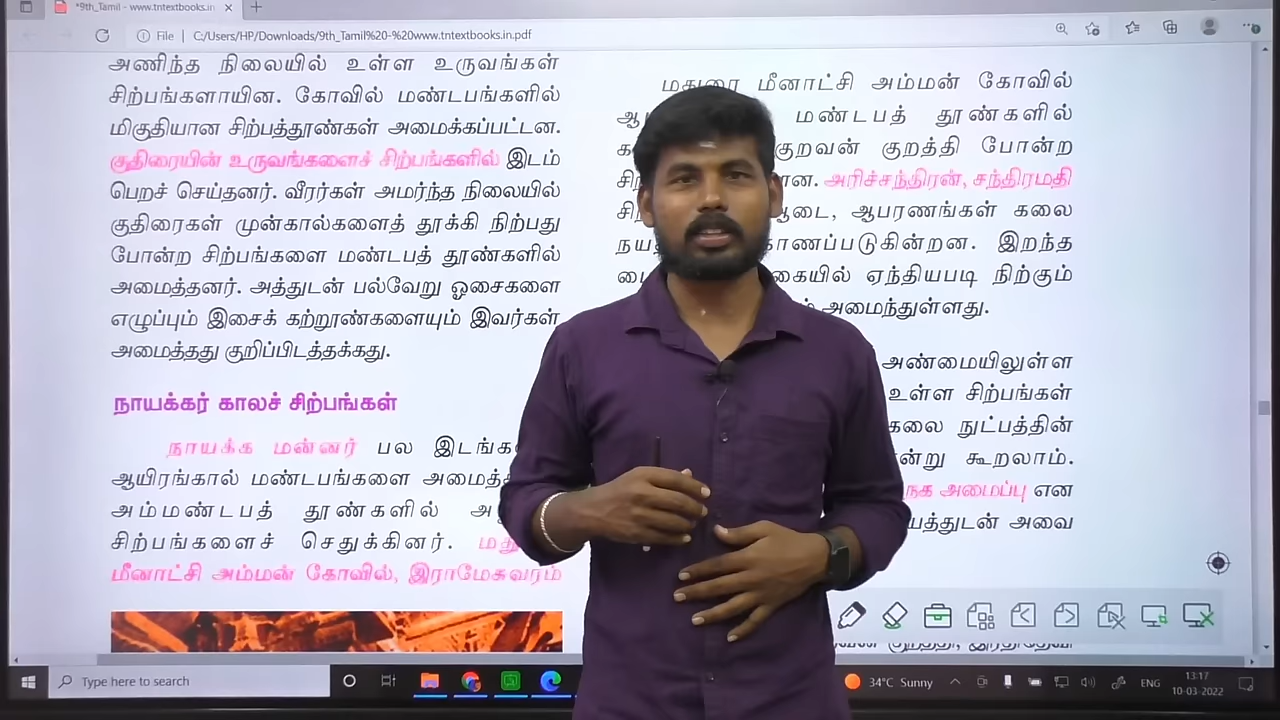 *9th_Tamil - www.tntextbooks.in
File | C:/Users/HP/Downloads/9th_Tamil%20-%20www.tntextbooks.in.pdf
அணிந்த நிலையில் உள்ள உருவங்கள்
சிற்பங்களாயின. கோவில் மண்டபங்களில்
மிகுதியான சிற்பத்தூண்கள் அமைக்கப்பட்டன.
குதிரையின் உருவங்களைச் சிற்பங்களில் இடம்
பெறச் செய்தனர். வீரர்கள் அமர்ந்த நிலையில்
குதிரைகள் முன்கால்களைத் தூக்கி நிற்பது
போன்ற சிற்பங்களை மண்டபத் தூண்களில்
அமைத்தனர். அத்துடன் பல்வேறு ஓசைகளை
எழுப்பும் இசைக் கற்றூண்களையும் இவர்கள்
அமைத்தது குறிப்பிடத்தக்கது.
நாயக்கர் காலச் சிற்பங்கள்
நாயக்க மன்னர் பல
ஆயிரங்கால் மண்டபங்களை
அம்மண்டபத் தூண்களில்
சிற்பங்களைச் செதுக்கினர்.
மீனாட்சி அம்மன் கோவில், இராமேசுவரம்
மதுரை மீனாட்சி அம்மன் கோவில்
மண்டபத் தூண்களில்
குறவன் குறத்தி போன்ற
அரிச்சந்திரன், சந்திரமதி
ஆபரணங்கள் கலை
காணப்படுகின்றன. இறந்த
ஏந்தியபடி நிற்கும்
அமைந்துள்ளது.
அண்மையிலுள்ள
உள்ள சிற்பங்கள்
கலை நுட்பத்தின்
கூறலாம்.
அமைப்பு என
அவை
Type here to search
34°C Sunny
ENG
13:17
10-03-2022